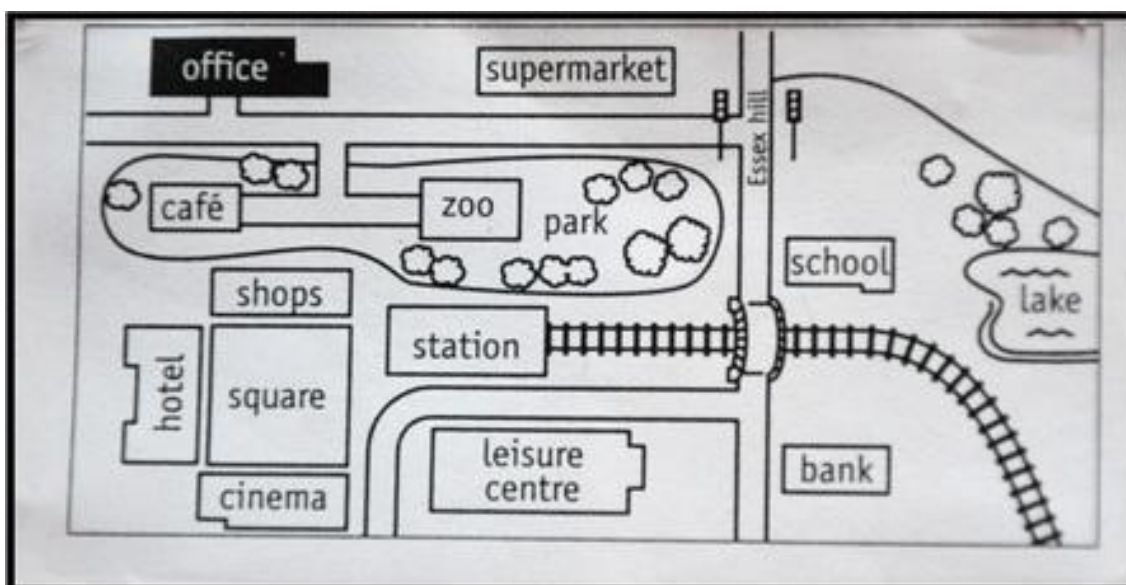 office
supermarket
Essex hill
café
zoo
park
school
lake
shops
station
hotel
square
leisure
centre
bank
cinema